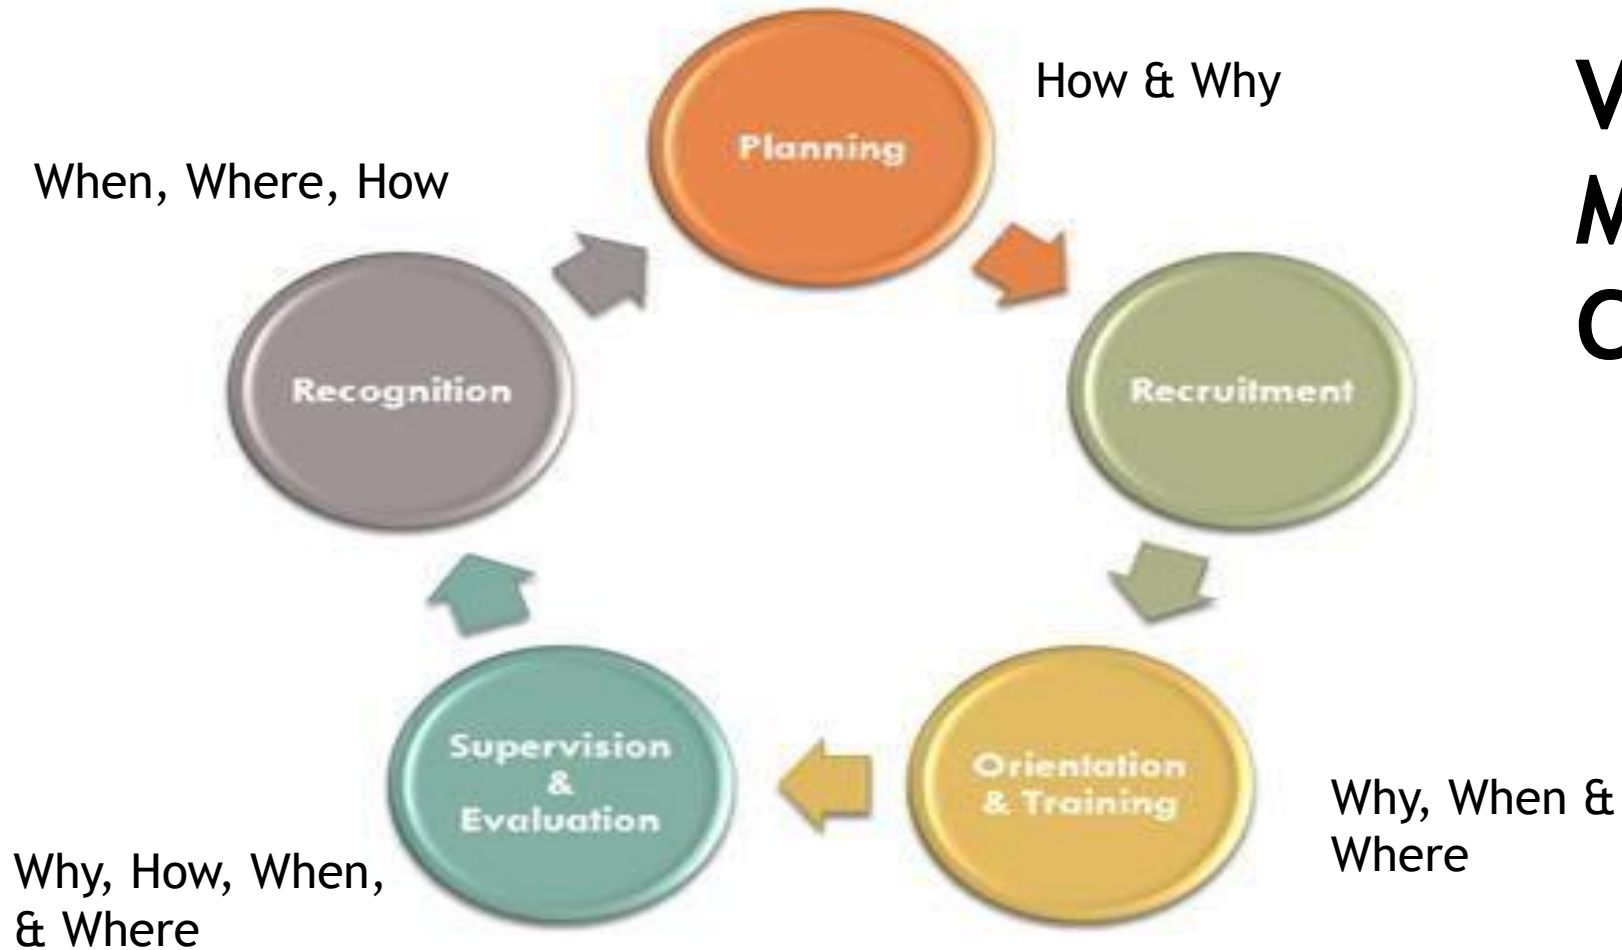 Planning
How & Why
When, Where, How
Recognition
Recruitment
Supervision
&
Evaluation
Orientation
& Training
Why, When &
Where
Why, How, When,
& Where
V
M